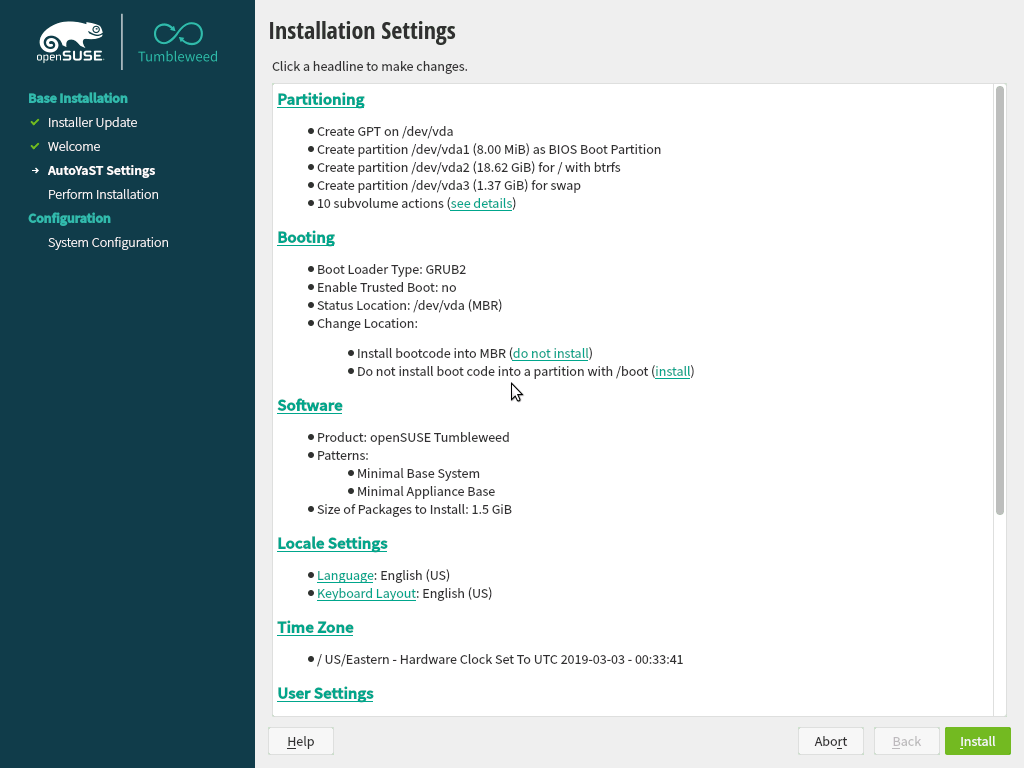 openSUSE
Tumbleweed
Base Installation
Installer Update
Welcome
AutoYaST Settings
Perform Installation
Configuration
System Configuration
Installation Settings
Click a headline to make changes.
Partitioning
Create GPT on /dev/vda
Create partition /dev/vda1 (8.00 MiB) as BIOS Boot Partition
Create partition /dev/vda2 (18.62 GiB) for / with btrfs
Create partition /dev/vda3 (1.37 GiB) for swap
10 subvolume actions (see details)
Booting
Boot Loader Type: GRUB2
Enable Trusted Boot: no
Status Location: /dev/vda (MBR)
Change Location:
Install bootcode into MBR (do not install)
Do not install boot code into a partition with /boot (install)
Software
Product: openSUSE Tumbleweed
Patterns:
Minimal Base System
Minimal Appliance Base
Size of Packages to Install: 1.5 GiB
Locale Settings
Language: English (US)
Keyboard Layout: English (US)
Time Zone
/ US/Eastern - Hardware Clock Set To UTC 2019-03-03 - 00:33:41
User Settings
Help
Abort
Back
Install